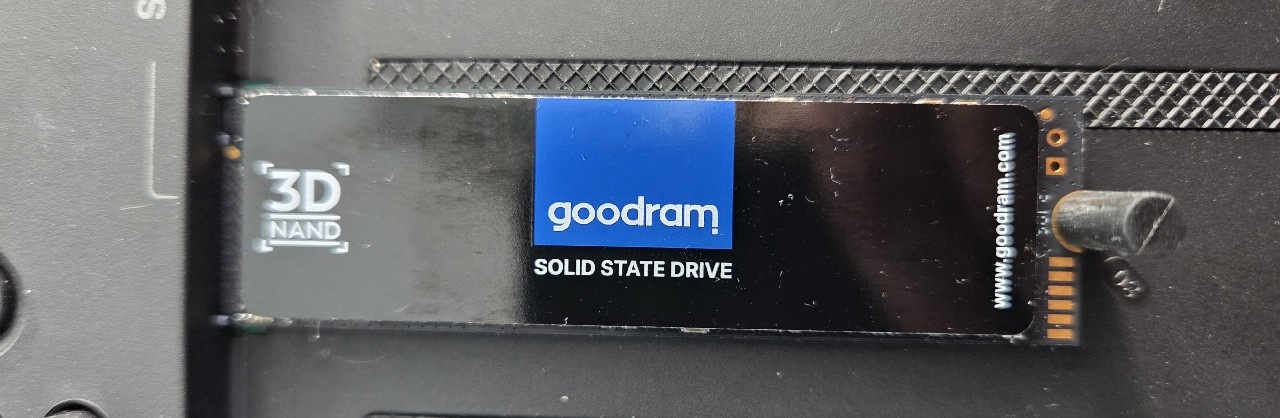 S
3D
NAND
goodram
SOLID STATE DRIVE
www.goodram.com